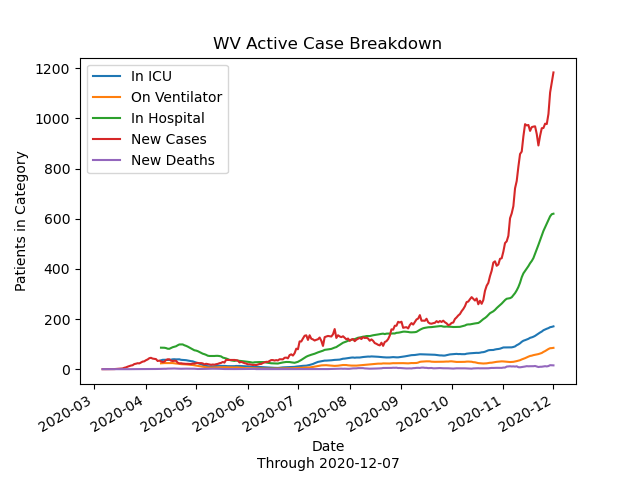 WV Active Case Breakdown
In ICU
On Ventilator
In Hospital
New Cases
New Deaths
Patients in Category
1200
1000
800
600
400
200
0
2020-03
2020-04
2020-05
2020-06
2020-07
2020-08
2020-09
2020-10
2020-11
2020-12
Date
Through 2020-12-07